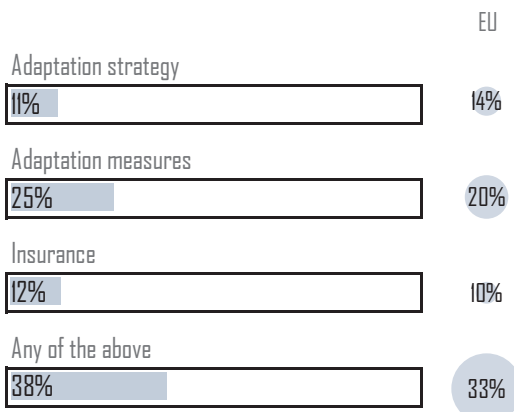 EU
Adaptation strategy
11% 14%
Adaptation measures
25% 20%
Insurance
12% 10%
Any of the above
38% 33%